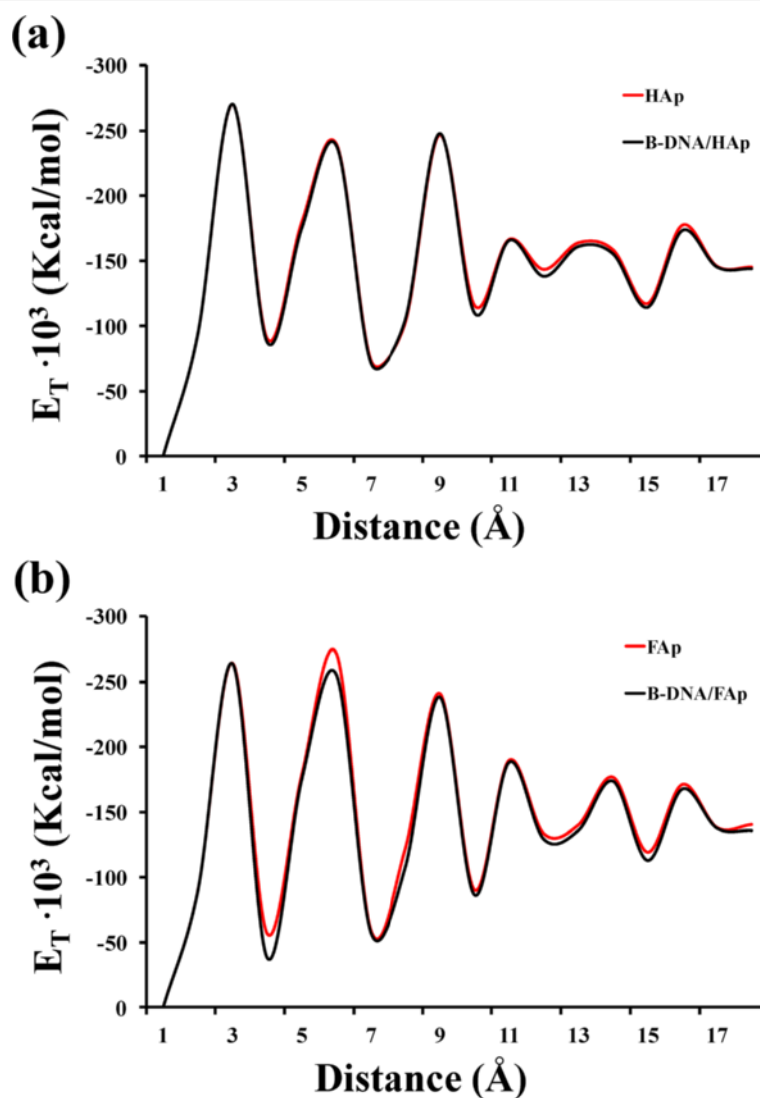 (a)
-300
-250
-200
-150
-100
-50
0
E_T ·10³ (Kcal/mol)
HAp
B-DNA/HAp
1 3 5 7 9 11 13 15 17
Distance (Å)
(b)
-300
-250
-200
-150
-100
-50
0
E_T ·10³ (Kcal/mol)
FAp
B-DNA/FAp
1 3 5 7 9 11 13 15 17
Distance (Å)